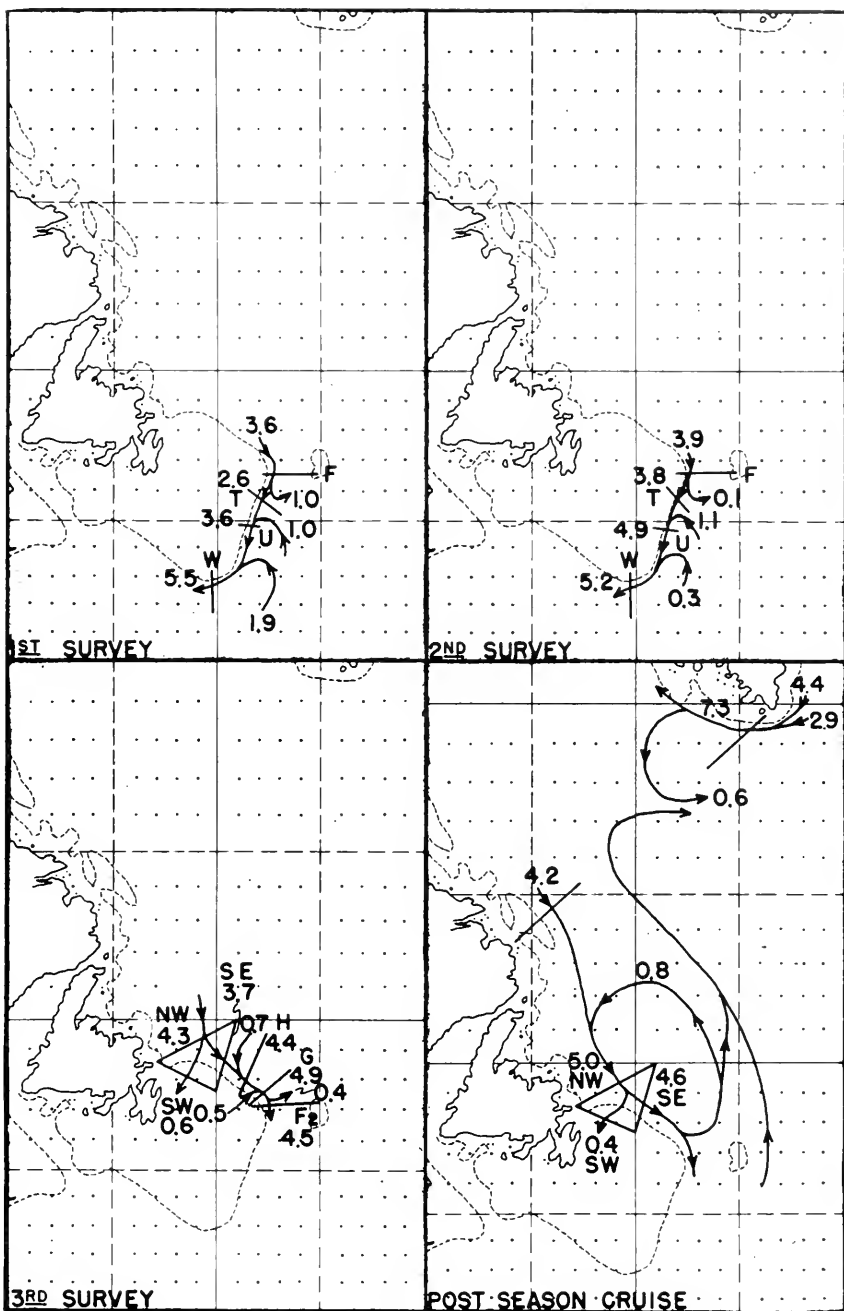 3.6
F
2.6
T
1.0
3.6
U
1.0
W
5.5
1.9
1ST SURVEY
3.9
F
3.8
T
0.1
1.1
4.9
U
W
5.2
0.3
2ND SURVEY
SE
3.7
NW
4.3
0.7 H
4.4
G
4.9
0.4
SW
0.6
0.5
F2
4.5
3RD SURVEY
4.4
7.3
2.9
0.6
4.2
0.8
5.0
NW
4.6
SE
0.4
SW
POST SEASON CRUISE